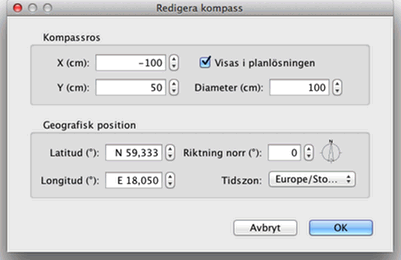 Redigera kompass
Kompassros
X (cm): -100 Visas i planlösningen
Y (cm): 50 Diameter (cm): 100
Geografisk position
Latitud (°): N 59,333 Riktning norr (°): 0 N
Longitud (°): E 18,050 Tidszon: Europe/Sto...
Avbryt OK